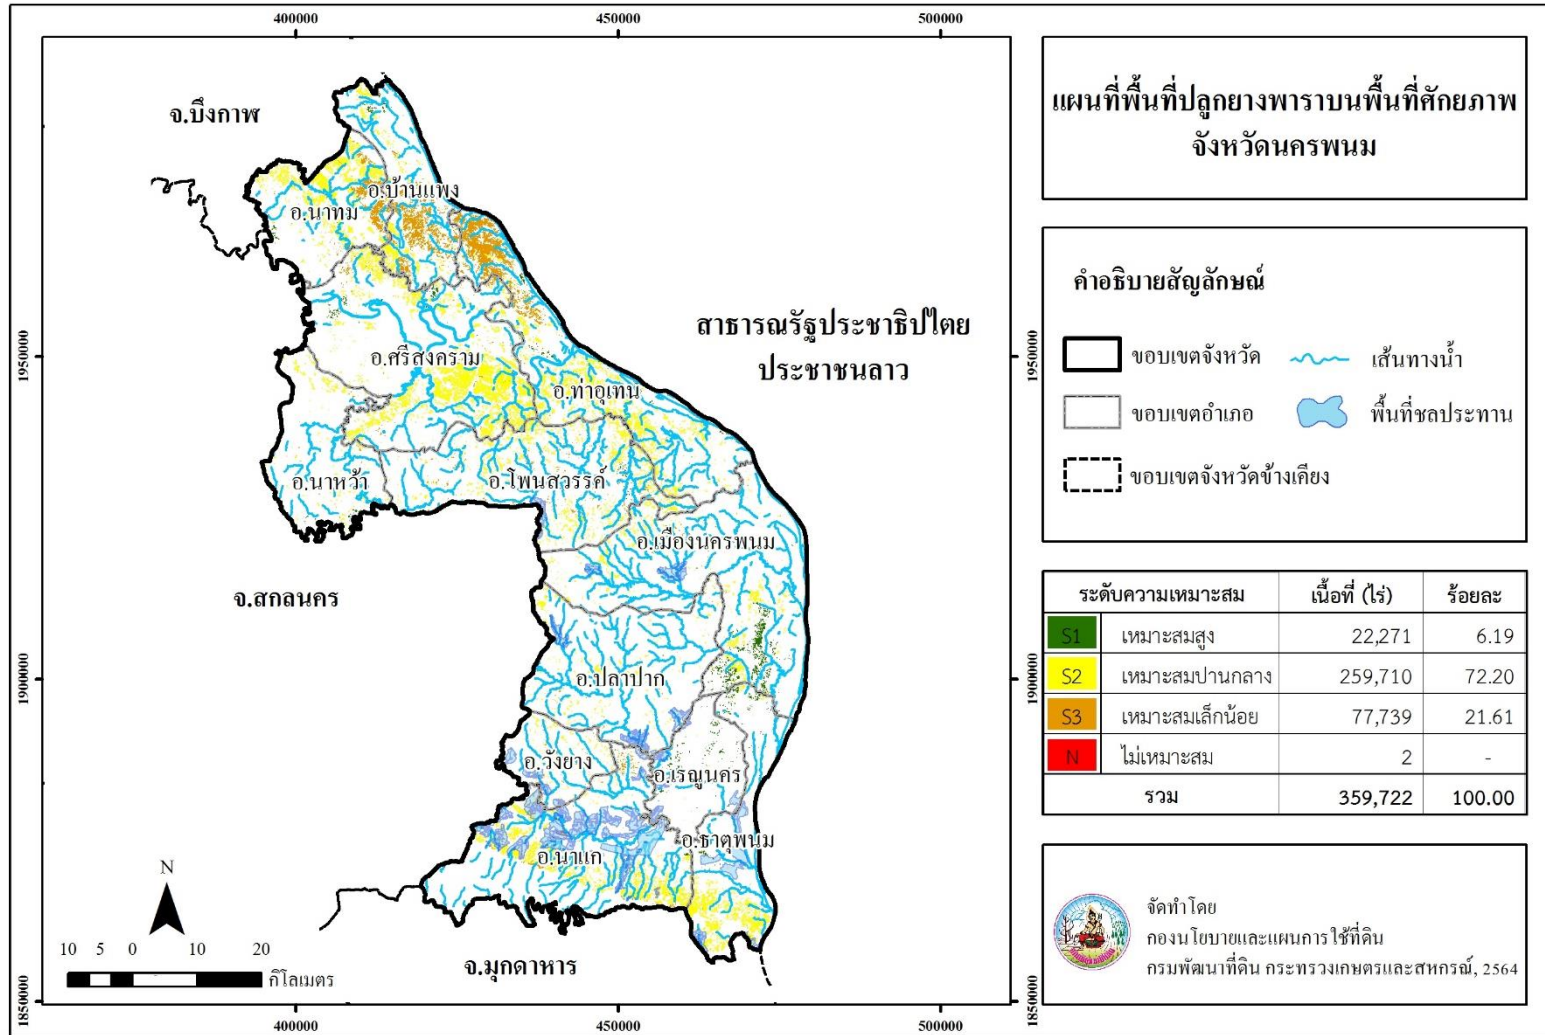 400000
450000
500000
แผนที่พื้นที่ปลูกยางพาราบนพื้นที่ศักยภาพ
จังหวัดนครพนม
จ.บึงกาฬ
อ.บ้านแพง
อ.นาทม
สาธารณรัฐประชาธิปไตย
ประชาชนลาว
1950000
1950000
อ.ศรีสงคราม
อ.ท่าอุเทน
อ.นาหว้า
อ.โพนสวรรค์
อ.เมืองนครพนม
จ.สกลนคร
อ.ปลาปาก
1900000
1900000
อ.วังยาง
อ.เรณูนคร
อ.ธาตุพนม
อ.นาแก
จ.มุกดาหาร
N
10 5 0 10 20
กิโลเมตร
1850000
1850000
400000
450000
500000
คำอธิบายสัญลักษณ์
ขอบเขตจังหวัด
เส้นทางน้ำ
ขอบเขตอำเภอ
พื้นที่ชลประทาน
ขอบเขตจังหวัดข้างเคียง
ระดับความเหมาะสม เนื้อที่ (ไร่) ร้อยละ
S1 เหมาะสมสูง 22,271 6.19
S2 เหมาะสมปานกลาง 259,710 72.20
S3 เหมาะสมเล็กน้อย 77,739 21.61
N ไม่เหมาะสม 2 -
รวม 359,722 100.00
จัดทำโดย
กองนโยบายและแผนการใช้ที่ดิน
กรมพัฒนาที่ดิน กระทรวงเกษตรและสหกรณ์, 2564